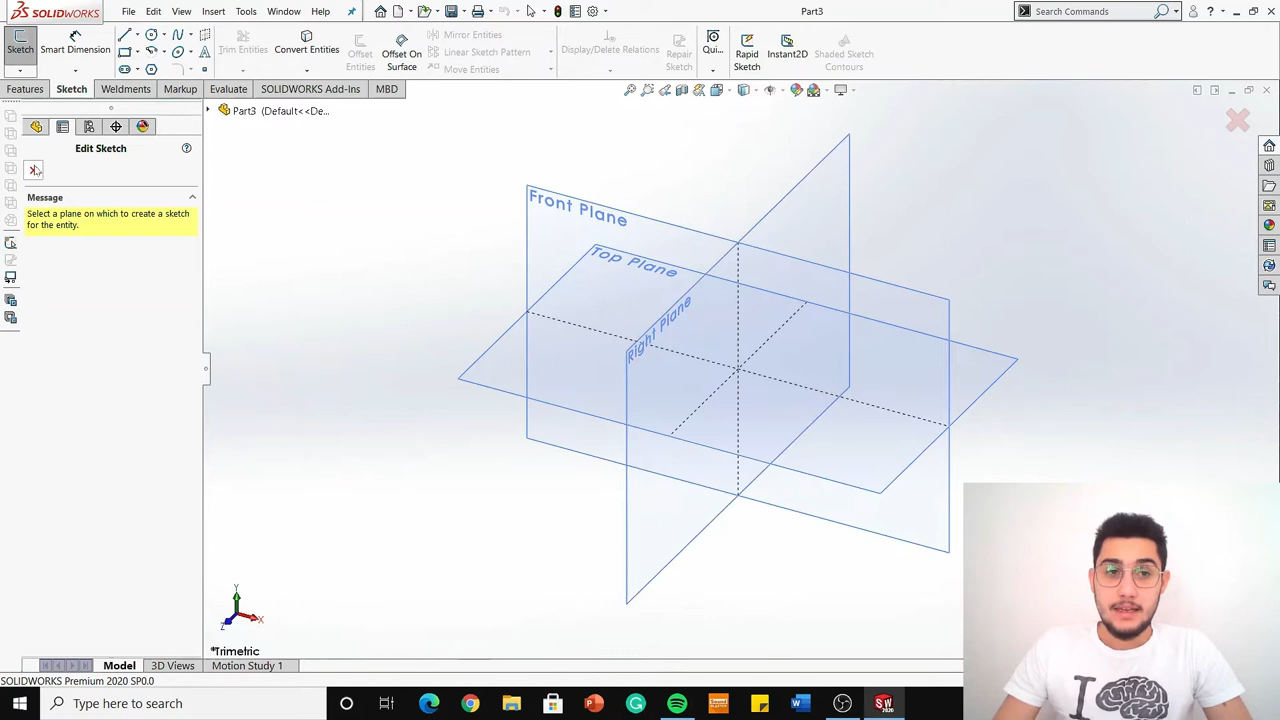 SOLIDWORKS File Edit View Insert Tools Window Help Part3 Search Commands ?
Sketch Smart Dimension Trim Entities Convert Entities Offset Entities Offset On Surface Mirror Entities Linear Sketch Pattern Move Entities Display/Delete Relations Repair Sketch Qui... Rapid Sketch Instant2D Shaded Sketch Contours
Features Sketch Weldments Markup Evaluate SOLIDWORKS Add-Ins MBD
Part3 (Default<<De...
Edit Sketch
Message
Select a plane on which to create a sketch
for the entity.
Front Plane
Top Plane
Right Plane
Y
X
Z
*Trimetric
Model 3D Views Motion Study 1
SOLIDWORKS Premium 2020 SP0.0
Type here to search
I